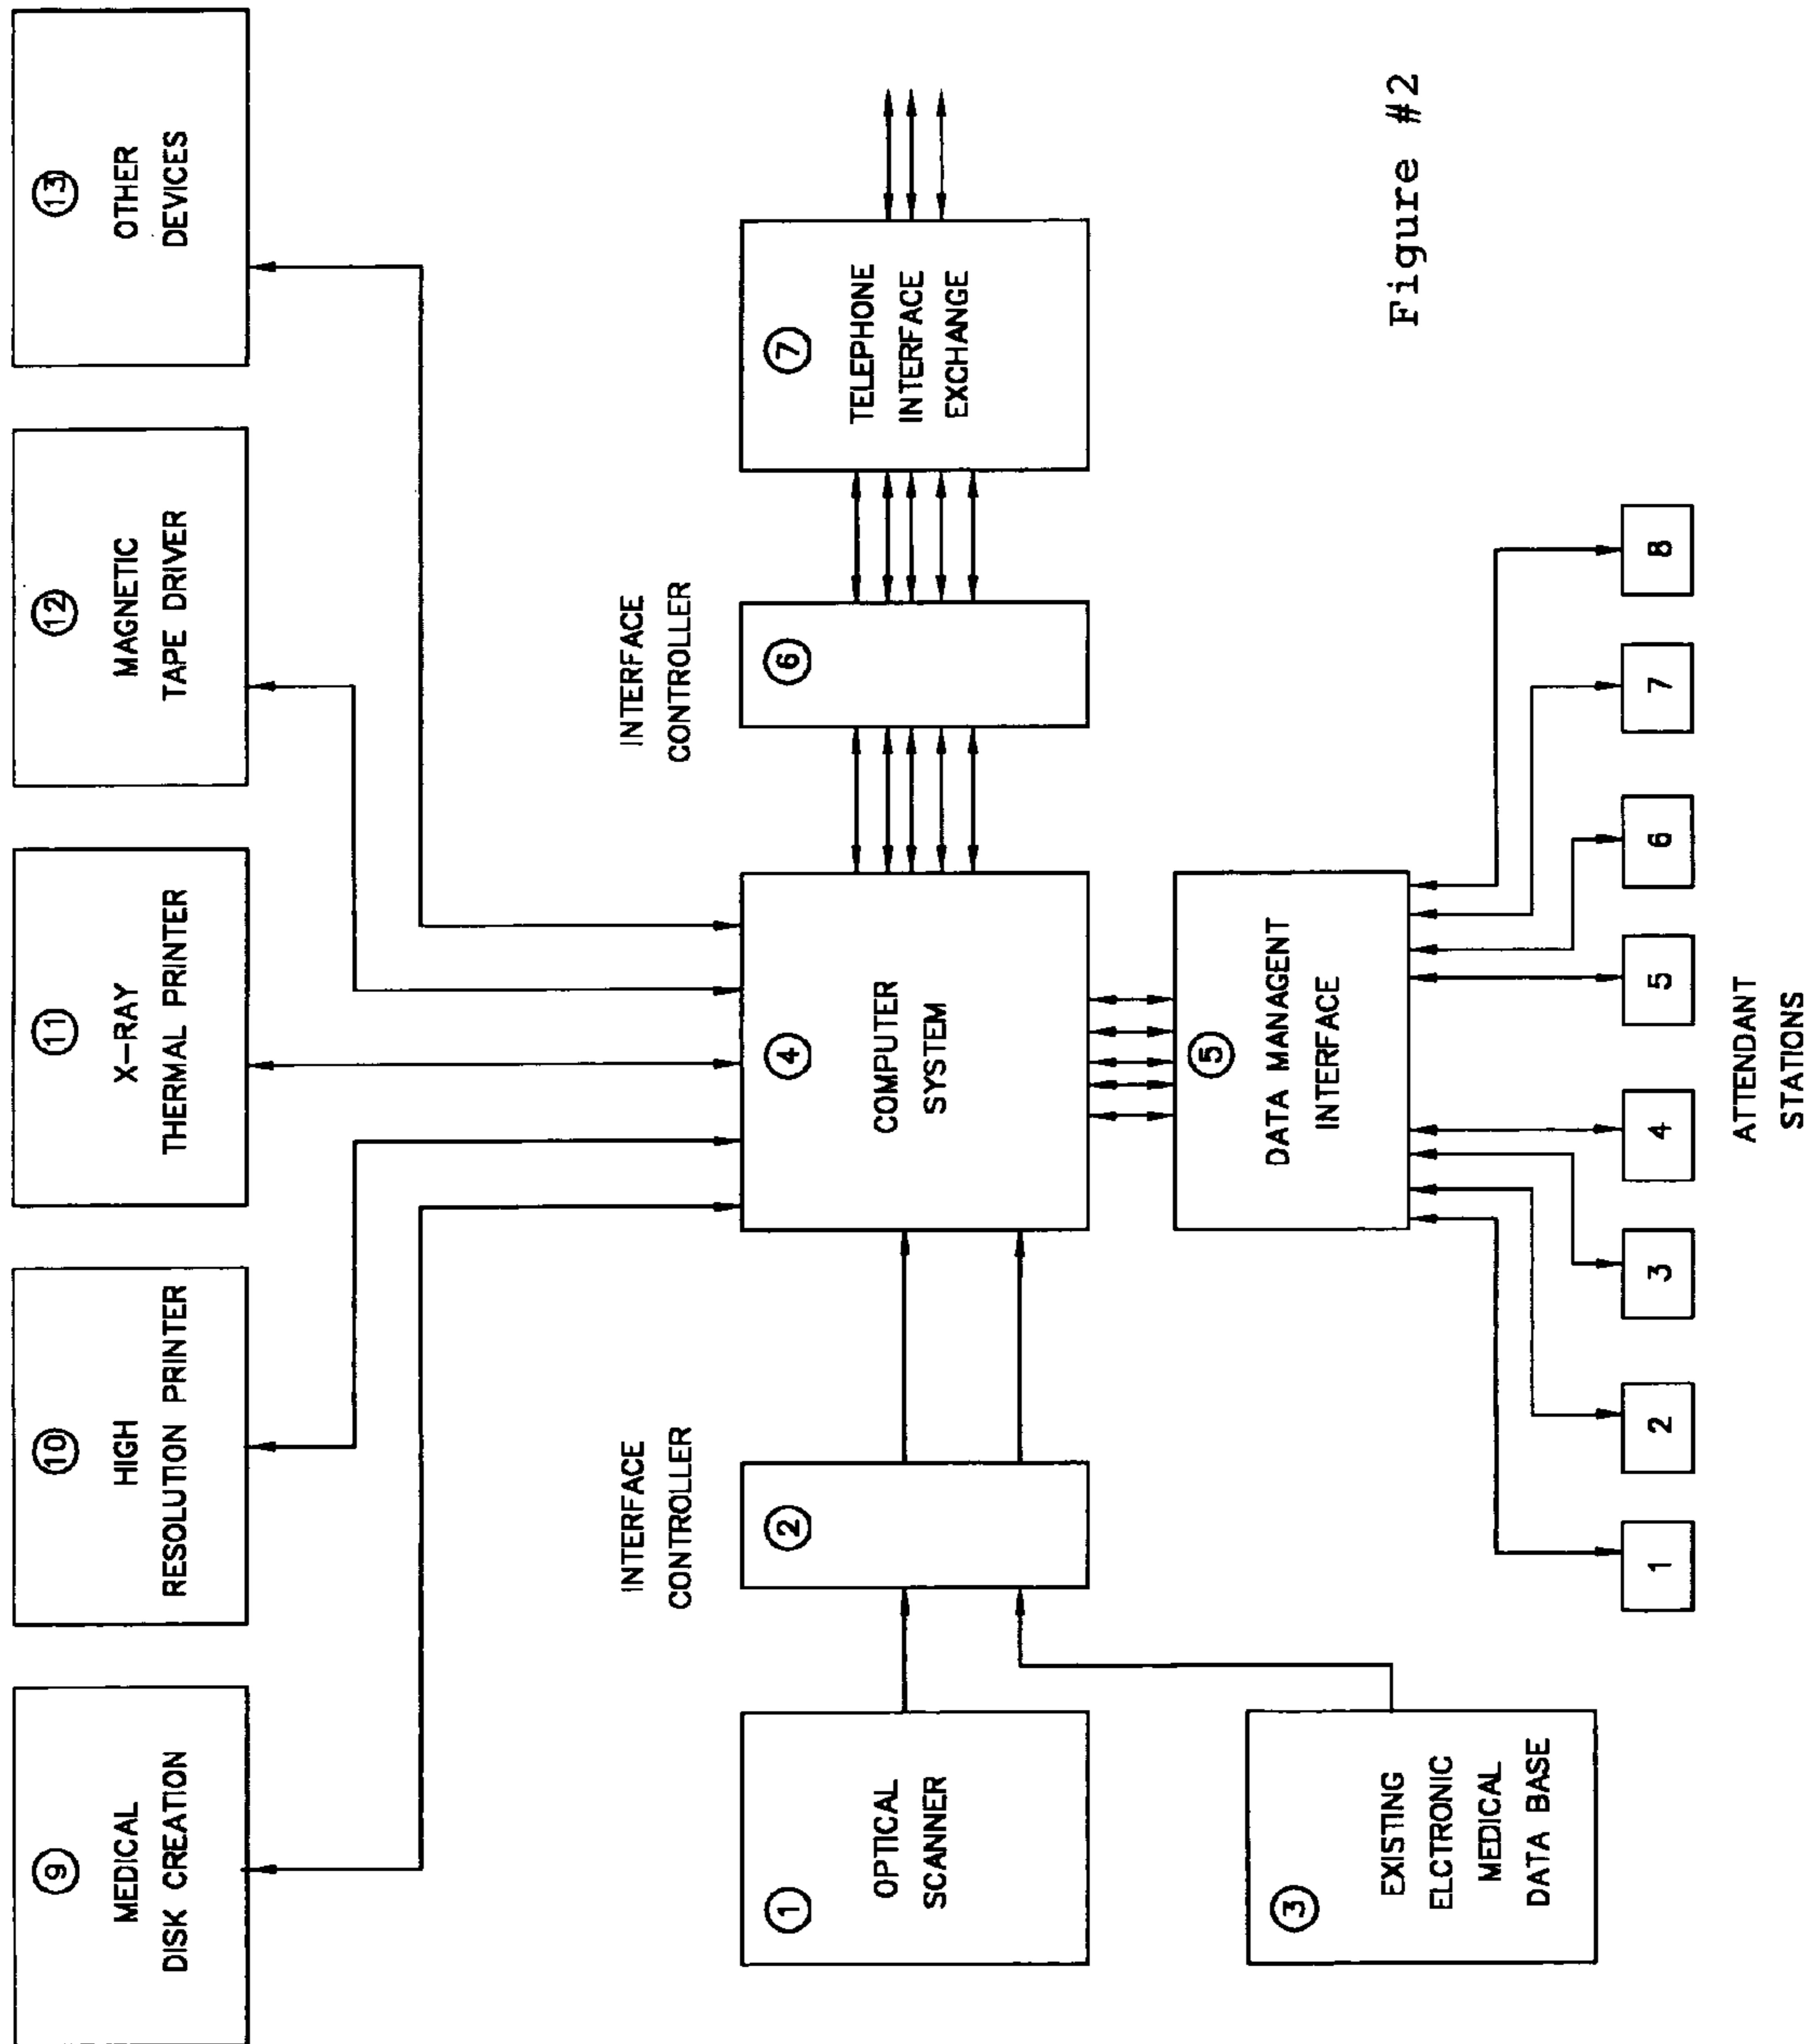 9
MEDICAL
DISK CREATION
10
HIGH
RESOLUTION PRINTER
11
X-RAY
THERMAL PRINTER
12
MAGNETIC
TAPE DRIVER
13
OTHER
DEVICES
INTERFACE
CONTROLLER
INTERFACE
CONTROLLER
1
OPTICAL
SCANNER
2
4
COMPUTER
SYSTEM
6
7
TELEPHONE
INTERFACE
EXCHANGE
3
EXISTING
ELCTRONIC
MEDICAL
DATA BASE
5
DATA MANAGENT
INTERFACE
1
2
3
4
5
6
7
8
ATTENDANT
STATIONS
Figure #2